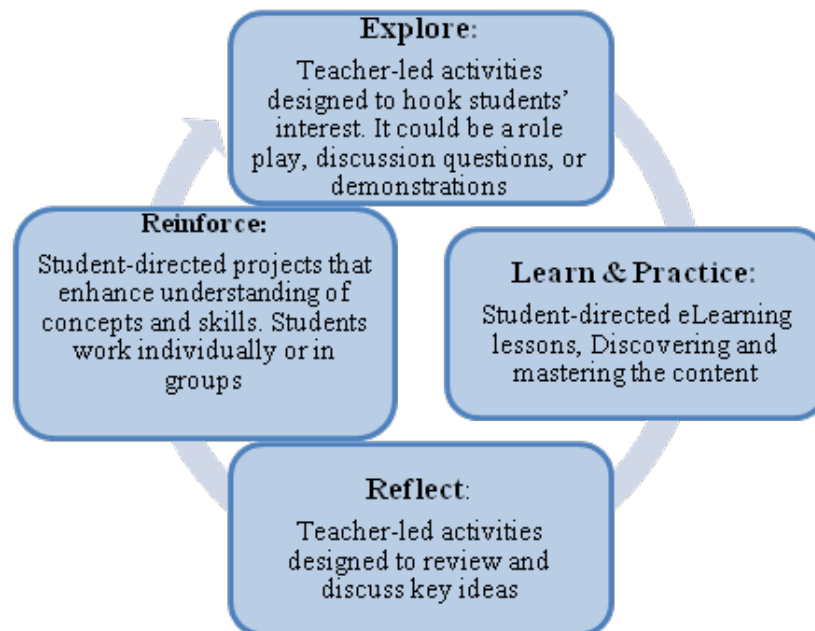 Explore:
Teacher-led activities
designed to hook students’
interest. It could be a role
play, discussion questions, or
demonstrations
Learn & Practice:
Student-directed eLearning
lessons, Discovering and
mastering the content
Reflect:
Teacher-led activities
designed to review and
discuss key ideas
Reinforce:
Student-directed projects that
enhance understanding of
concepts and skills. Students
work individually or in
groups